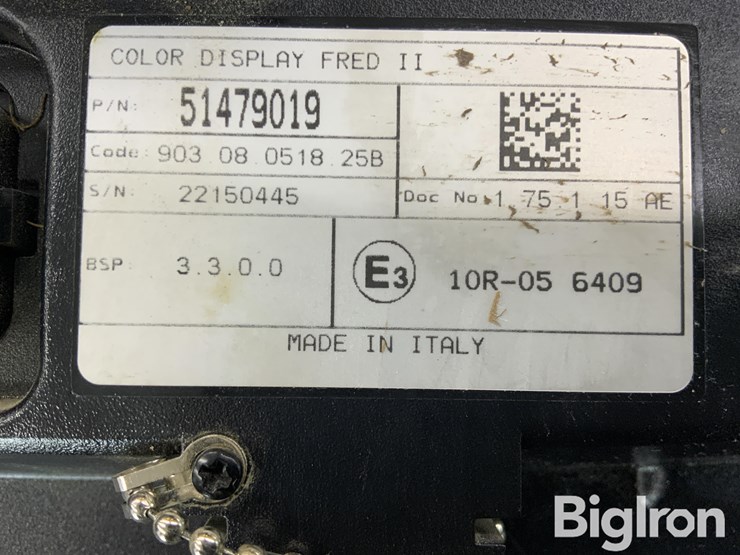 COLOR DISPLAY FRED II
P/N: 51479019
Code: 903.08.0518.25B
S/N: 22150445
Doc No. 1.75.1.15 AE
BSP: 3.3.0.0
E3 10R-05 6409
MADE IN ITALY
BigIron